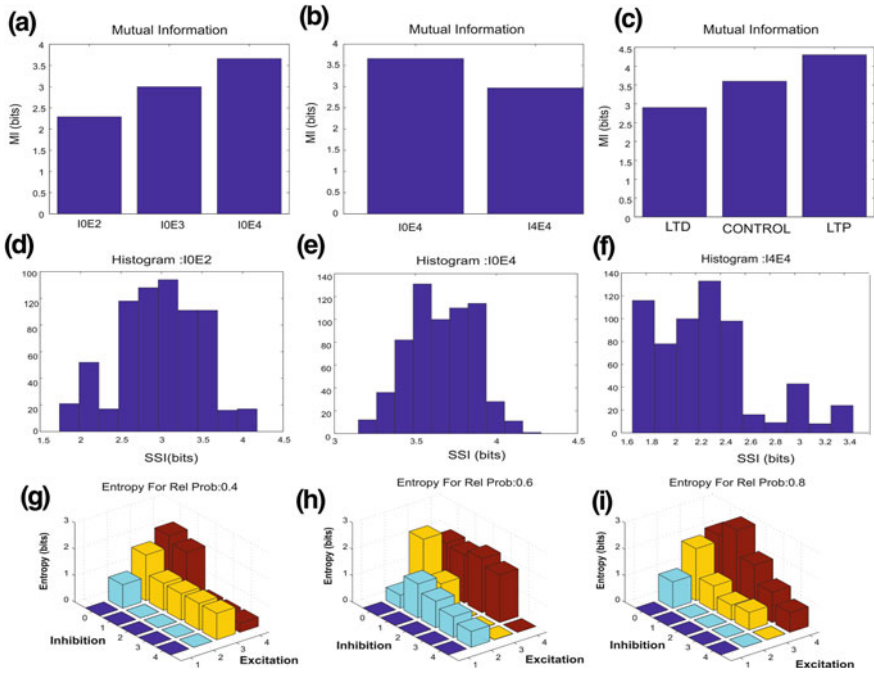 (a)
Mutual Information
MI (bits)
4
3.5
3
2.5
2
1.5
1
0.5
0
I0E2
I0E3
I0E4
(b)
Mutual Information
MI (bits)
4
3.5
3
2.5
2
1.5
1
0.5
0
I0E4
I4E4
(c)
Mutual Information
MI (bits)
4.5
4
3.5
3
2.5
2
1.5
1
0.5
0
LTD
CONTROL
LTP
(d)
Histogram :I0E2
100
120
80
60
40
20
0
1.5
2
2.5
3
3.5
4
4.5
SSI(bits)
(e)
Histogram :I0E4
140
120
100
80
60
40
20
0
3
3.5
4
4.5
SSI (bits)
(f)
Histogram :I4E4
140
120
100
80
60
40
20
0
1.6
1.8
2
2.2
2.4
2.6
2.8
3
3.2
3.4
SSI (bits)
(g)
Entropy For Rel Prob:0.4
Entropy (bits)
3
2
1
0
0
1
2
3
4
Inhibition
1
2
3
4
Excitation
(h)
Entropy For Rel Prob:0.6
Entropy (bits)
3
2
1
0
0
1
2
3
4
Inhibition
1
2
3
4
Excitation
(i)
Entropy For Rel Prob:0.8
Entropy (bits)
3
2
1
0
0
1
2
3
4
Inhibition
1
2
3
4
Excitation